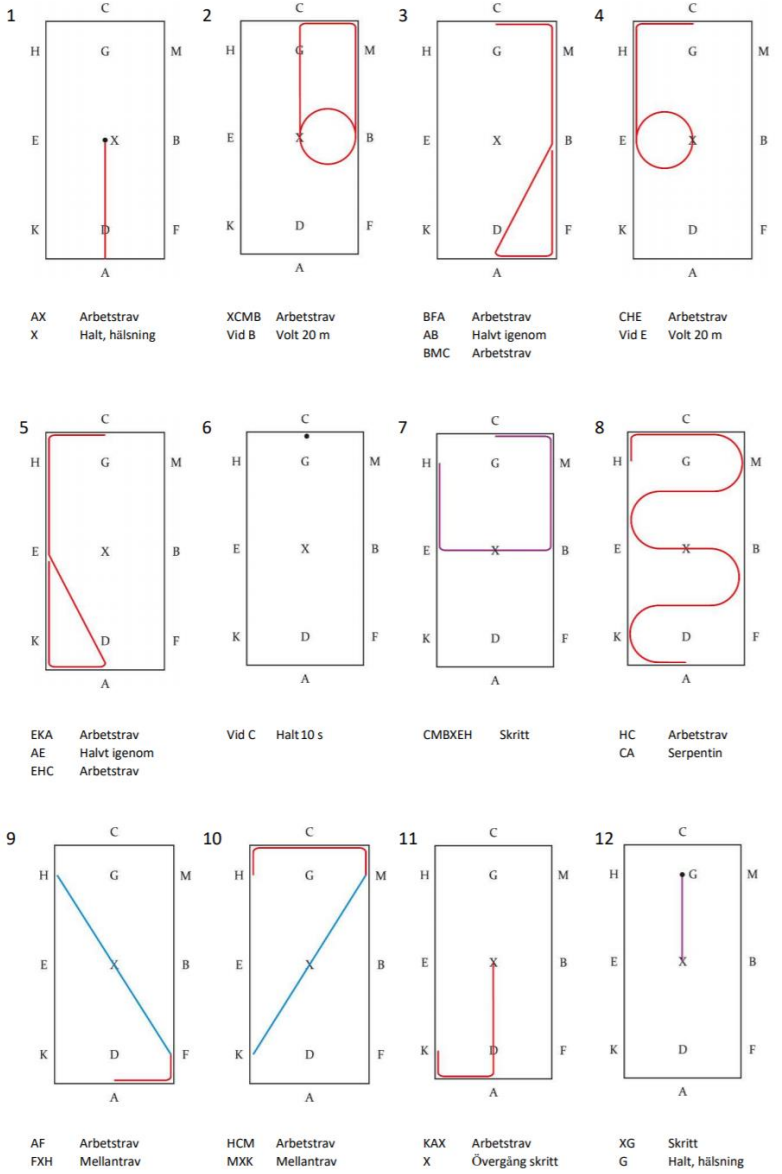 1
C
H G M
E X B
K D F
A
AX Arbetstrav
X Halt, hälsning
2
C
H G M
E X B
K D F
A
XCMB Arbetstrav
Vid B Volt 20 m
3
C
H G M
E X B
K D F
A
BFA Arbetstrav
AB Halvt igenom
BMC Arbetstrav
4
C
H G M
E X B
K D F
A
CHE Arbetstrav
Vid E Volt 20 m
5
C
H G M
E X B
K D F
A
EKA Arbetstrav
AE Halvt igenom
EHC Arbetstrav
6
C
H G M
E X B
K D F
A
Vid C Halt 10 s
7
C
H G M
E X B
K D F
A
CMBXEH Skritt
8
C
H G M
E X B
K D F
A
HC Arbetstrav
CA Serpentin
9
C
H G M
E X B
K D F
A
AF Arbetstrav
FXH Mellantrav
10
C
H G M
E X B
K D F
A
HCM Arbetstrav
MXK Mellantrav
11
C
H G M
E X B
K D F
A
KAX Arbetstrav
X Övergång skritt
12
C
H G M
E X B
K D F
A
XG Skritt
G Halt, hälsning